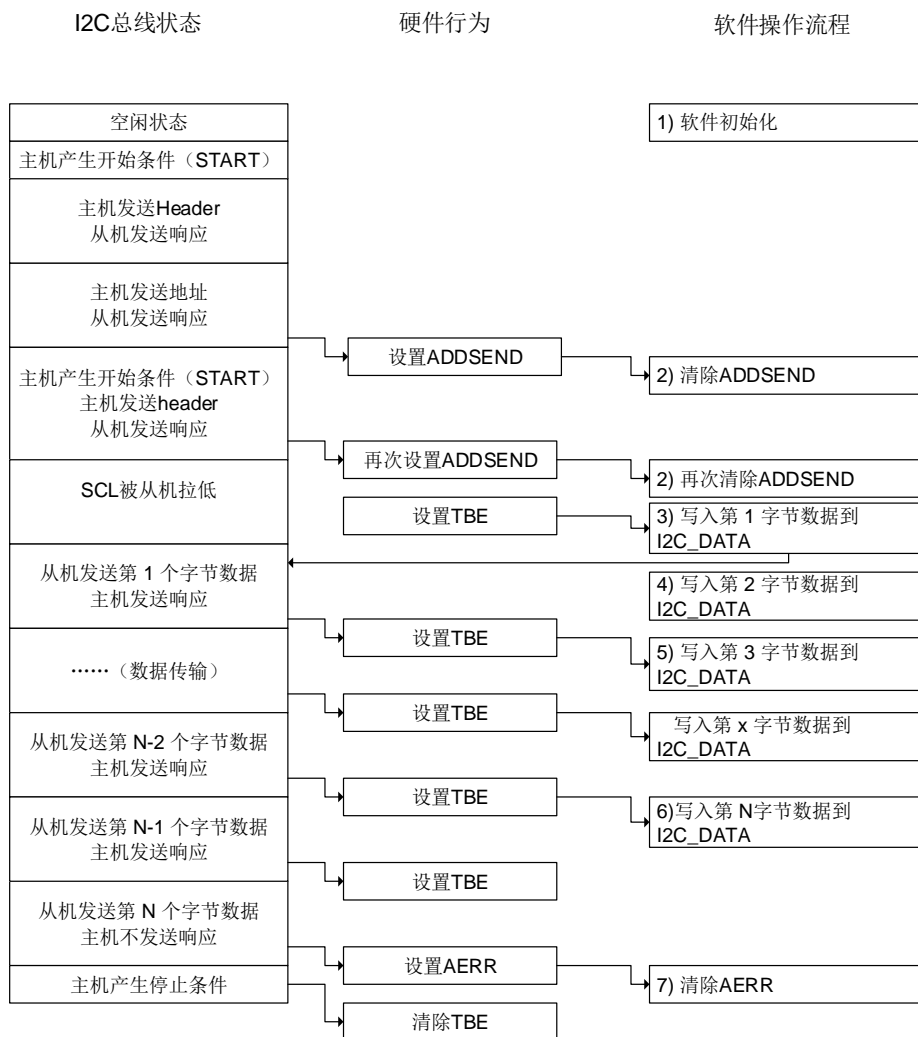 I2C总线状态
硬件行为
软件操作流程
空闲状态
1) 软件初始化
主机产生开始条件（START）
主机发送Header
从机发送响应
主机发送地址
从机发送响应
设置ADDSEND
2) 清除ADDSEND
主机产生开始条件（START）
主机发送header
从机发送响应
再次设置ADDSEND
2) 再次清除ADDSEND
SCL被从机拉低
设置TBE
3) 写入第 1 字节数据到
I2C_DATA
从机发送第 1 个字节数据
主机发送响应
4) 写入第 2 字节数据到
I2C_DATA
设置TBE
5) 写入第 3 字节数据到
I2C_DATA
……（数据传输）
设置TBE
写入第 x 字节数据到
I2C_DATA
从机发送第 N-2 个字节数据
主机发送响应
设置TBE
6)写入第 N字节数据到
I2C_DATA
从机发送第 N-1 个字节数据
主机发送响应
设置TBE
从机发送第 N 个字节数据
主机不发送响应
设置AERR
7) 清除AERR
主机产生停止条件
清除TBE